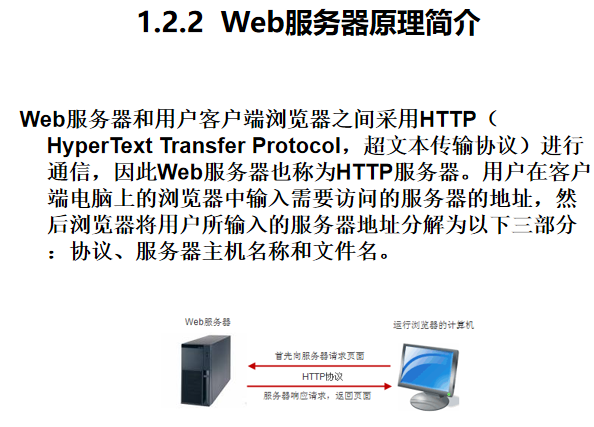 1.2.2 Web服务器原理简介
Web服务器和用户客户端浏览器之间采用HTTP（
HyperText Transfer Protocol，超文本传输协议）进行
通信，因此Web服务器也称为HTTP服务器。用户在客户
端电脑上的浏览器中输入需要访问的服务器的地址，然
后浏览器将用户所输入的服务器地址分解为以下三部分
：协议、服务器主机名称和文件名。
Web服务器
运行浏览器的计算机
首先向服务器请求页面
HTTP协议
服务器响应请求，返回页面